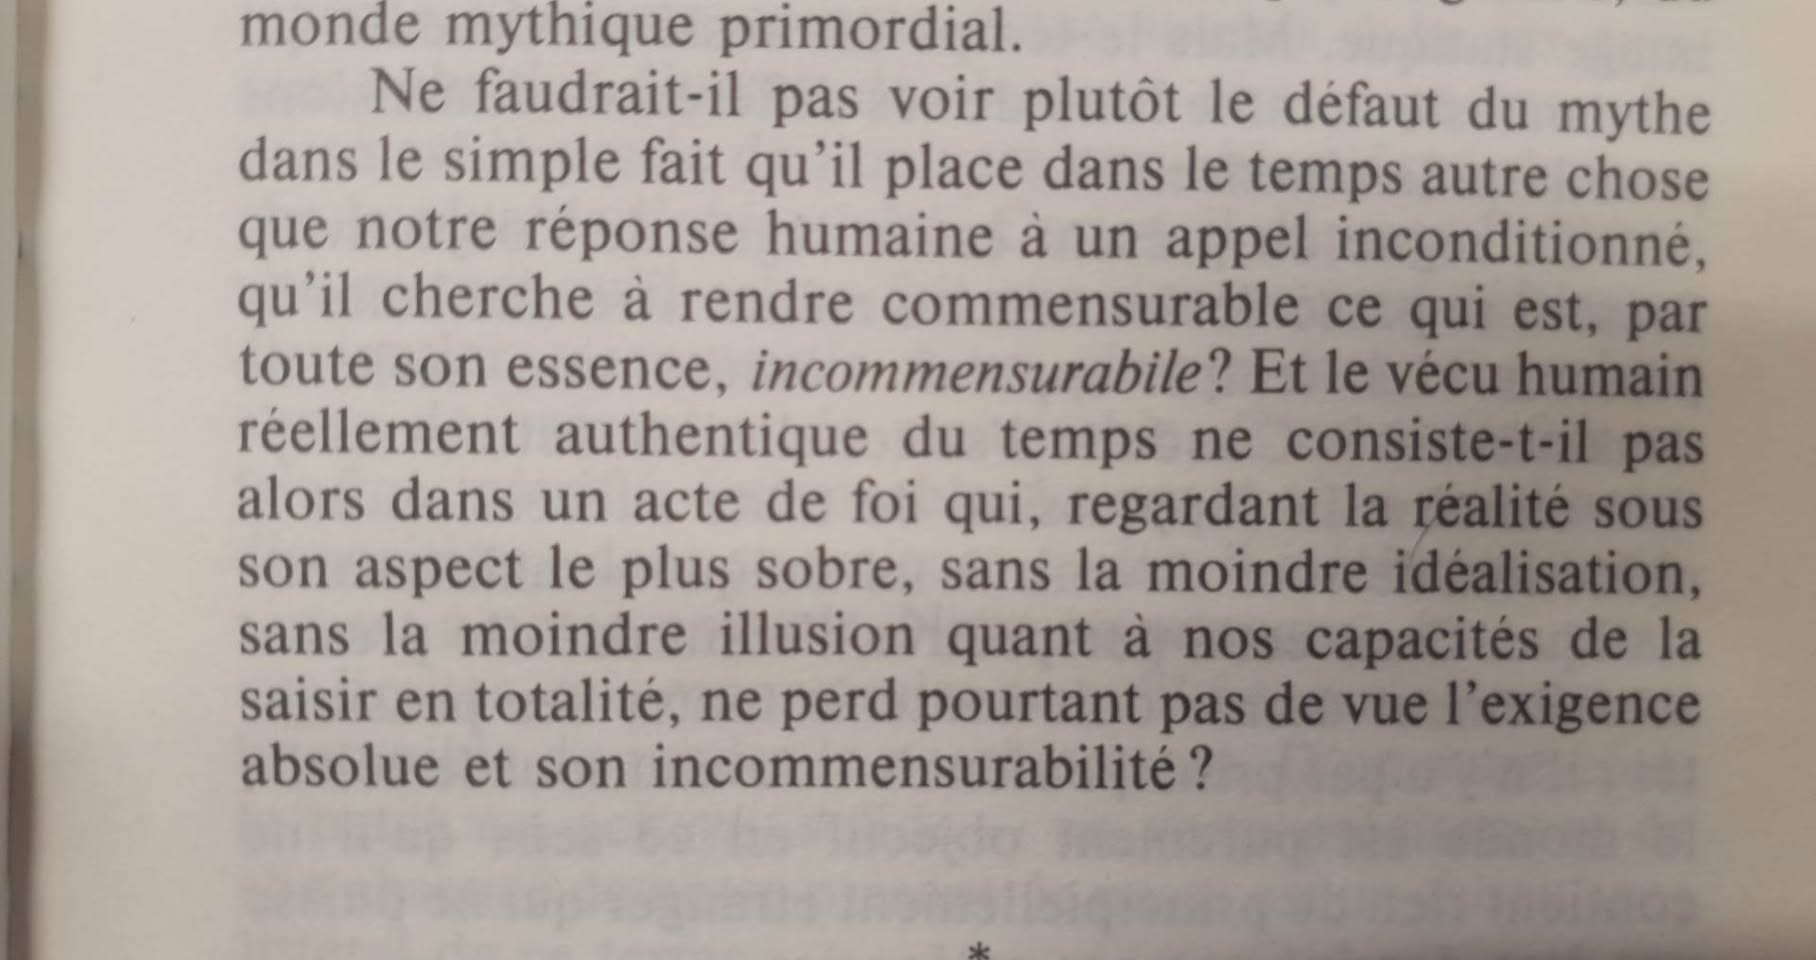 monde mythique primordial.
Ne faudrait-il pas voir plutôt le défaut du mythe
dans le simple fait qu'il place dans le temps autre chose
que notre réponse humaine à un appel inconditionné,
qu'il cherche à rendre commensurable ce qui est, par
toute son essence, incommensurabile ? Et le vécu humain
réellement authentique du temps ne consiste-t-il pas
alors dans un acte de foi qui, regardant la réalité sous
son aspect le plus sobre, sans la moindre idéalisation,
sans la moindre illusion quant à nos capacités de la
saisir en totalité, ne perd pourtant pas de vue l'exigence
absolue et son incommensurabilité ?
*